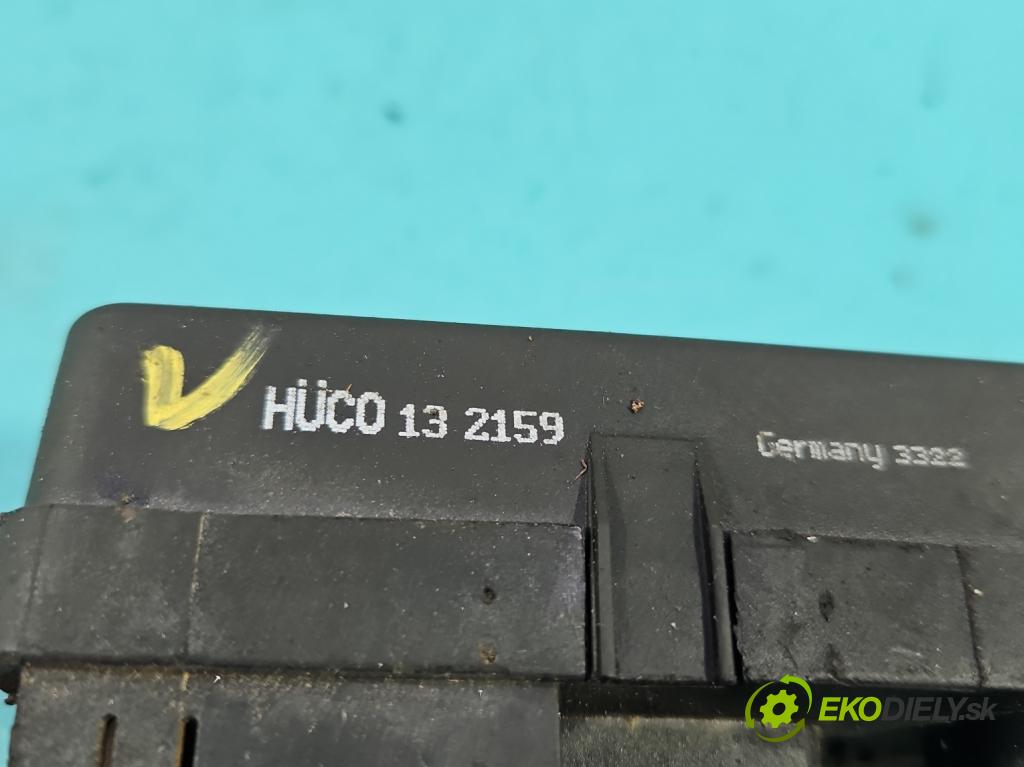 HÜCO 13 2159
Germany 3322
EKODIELY.sk